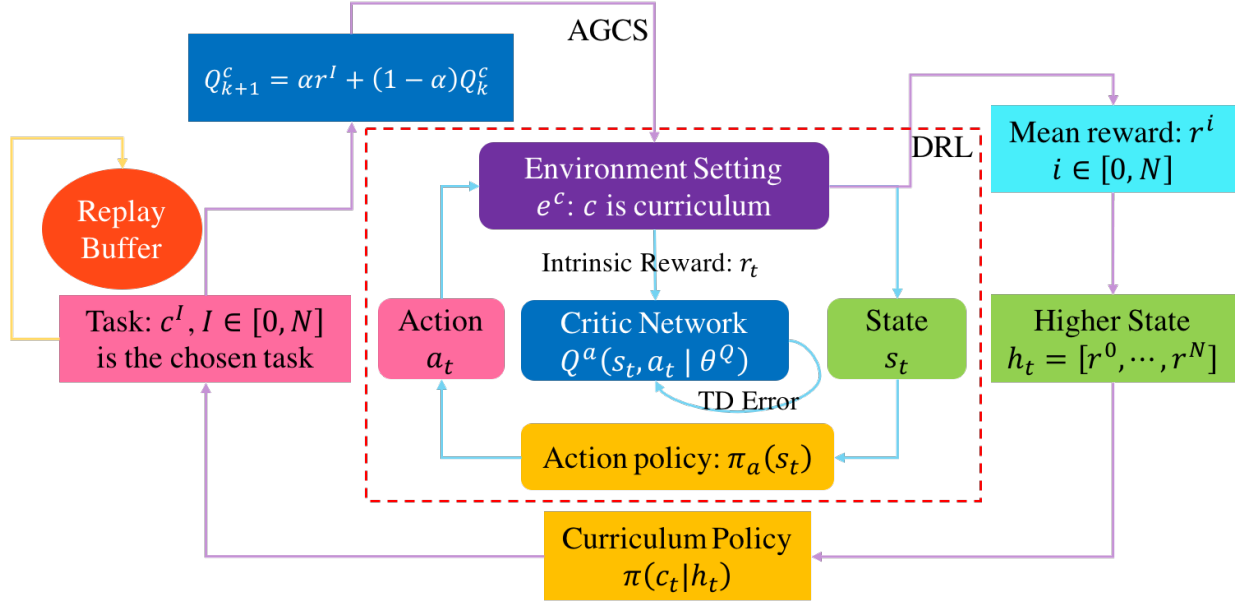 AGCS
Q^c_{k+1} = αr^I + (1 − α)Q^c_k
DRL
Mean reward: r^i
i ∈ [0, N]
Environment Setting
e^c: c is curriculum
Replay
Buffer
Intrinsic Reward: r_t
Task: c^I, I ∈ [0, N]
is the chosen task
Action
a_t
Critic Network
Q^a(s_t, a_t | θ^Q)
State
s_t
Higher State
h_t = [r^0, ⋯, r^N]
TD Error
Action policy: π_a(s_t)
Curriculum Policy
π(c_t|h_t)